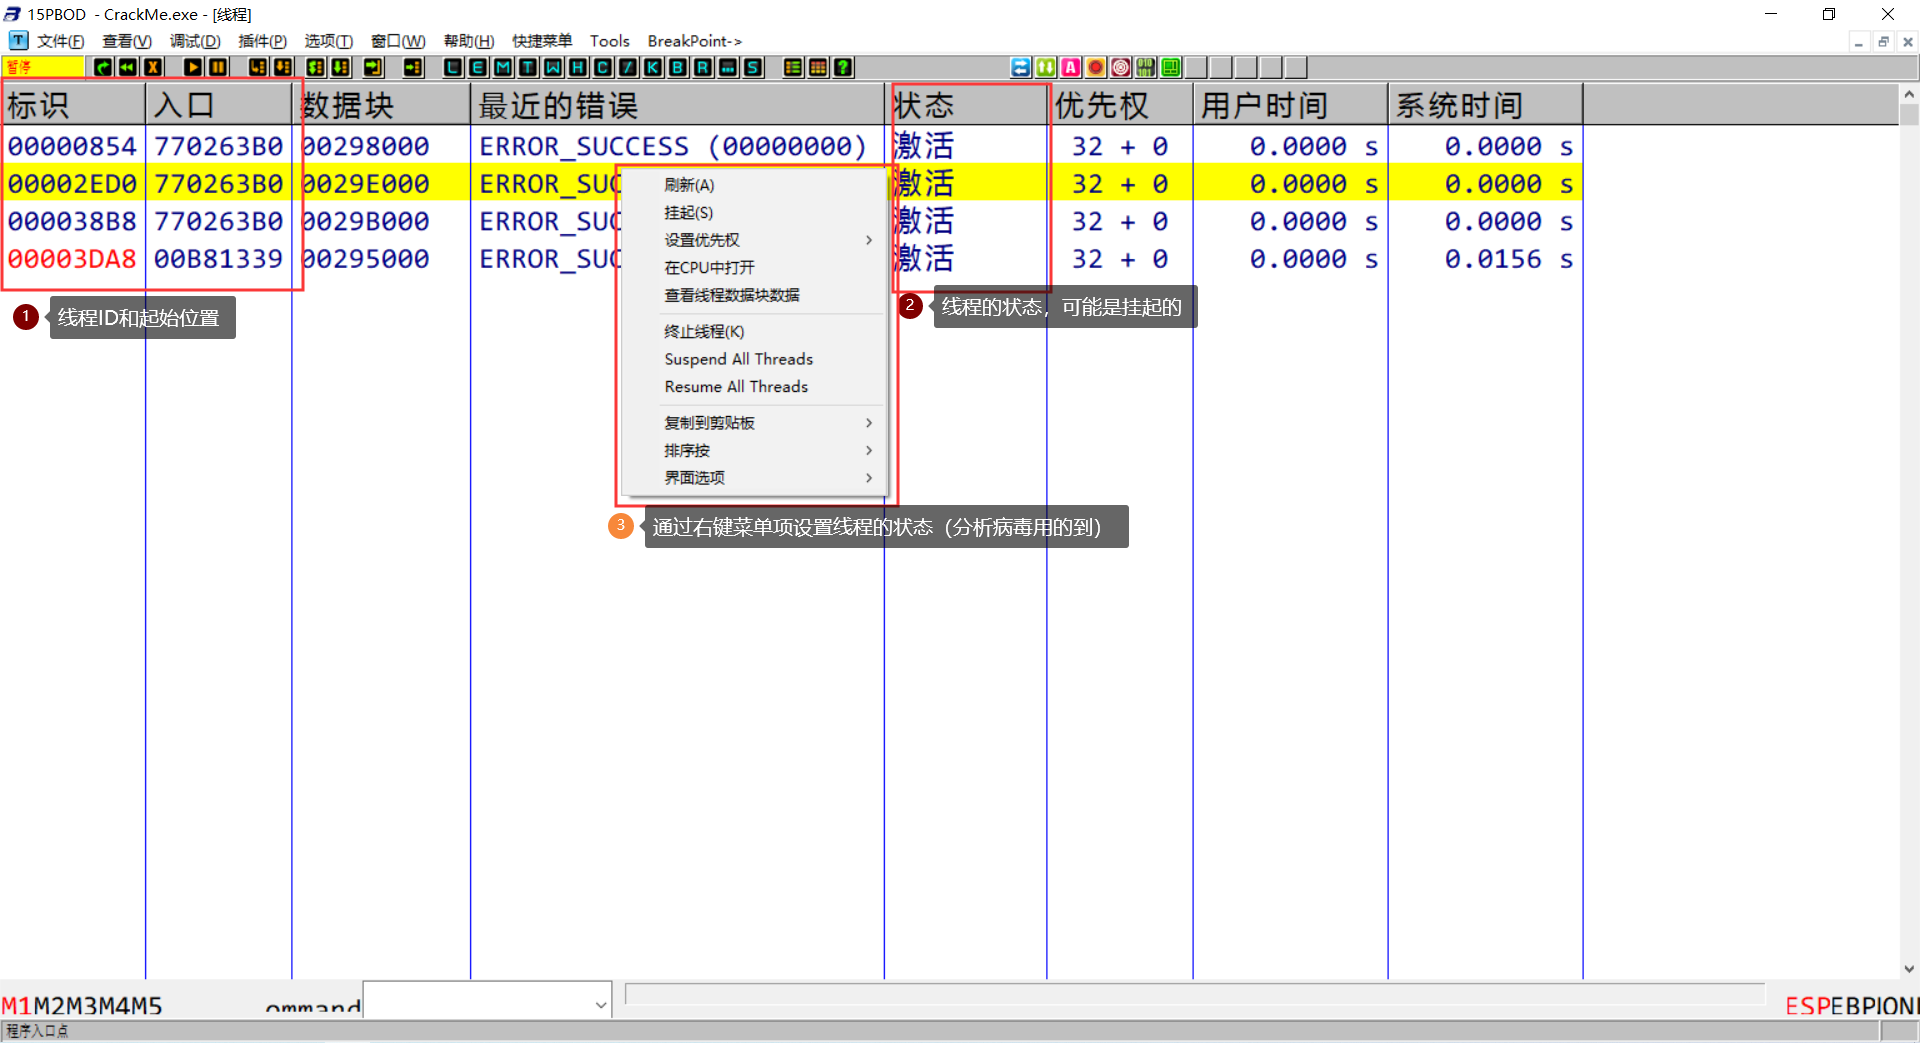 15PBOD - CrackMe.exe - [线程]
T 文件(F) 查看(V) 调试(D) 插件(P) 选项(T) 窗口(W) 帮助(H) 快捷菜单 Tools BreakPoint->
暂停 L E M T W H C / K B R ... S ? A
标识 入口 数据块 最近的错误 状态 优先权 用户时间 系统时间
00000854 770263B0 00298000 ERROR_SUCCESS (00000000) 激活 32 + 0 0.0000 s 0.0000 s
00002ED0 770263B0 0029E000 ERROR_SUC 激活 32 + 0 0.0000 s 0.0000 s
000038B8 770263B0 0029B000 ERROR_SUC 激活 32 + 0 0.0000 s 0.0000 s
00003DA8 00B81339 00295000 ERROR_SUC 激活 32 + 0 0.0000 s 0.0156 s
刷新(A)
挂起(S)
设置优先权
在CPU中打开
查看线程数据块数据
终止线程(K)
Suspend All Threads
Resume All Threads
复制到剪贴板
排序按
界面选项
1 线程ID和起始位置
2 线程的状态，可能是挂起的
3 通过右键菜单项设置线程的状态（分析病毒用的到）
M1M2M3M4M5 ommand ESPEBPJONE
程序入口点